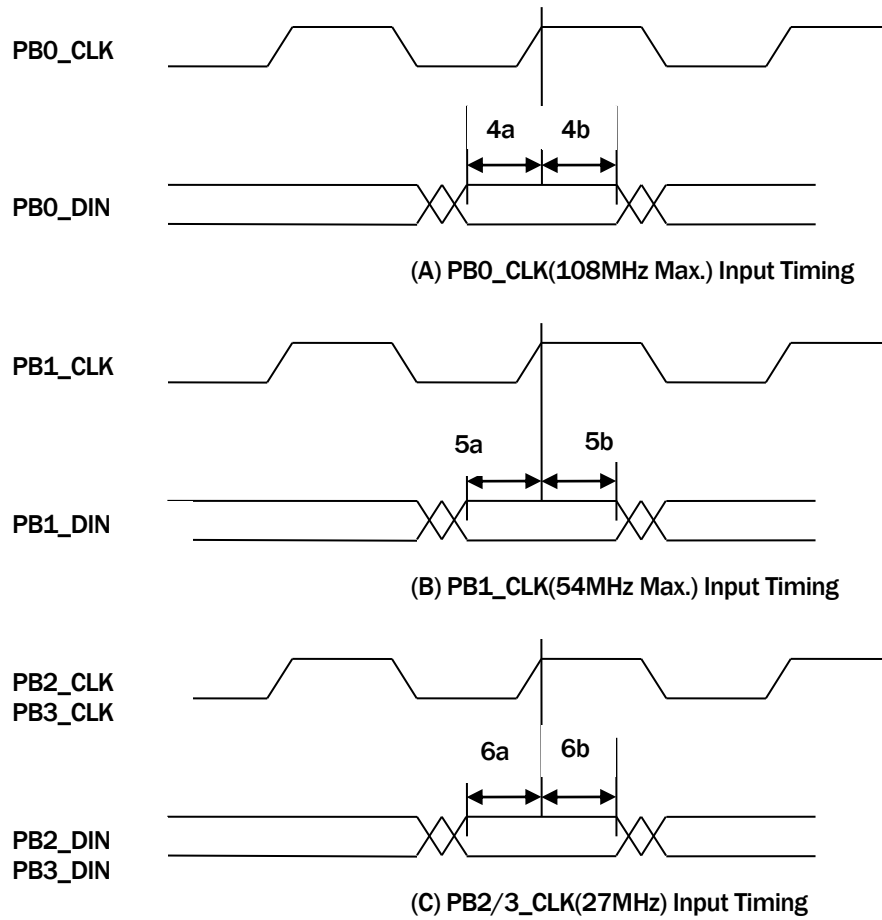 PB0_CLK
4a 4b
PB0_DIN
(A) PB0_CLK(108MHz Max.) Input Timing
PB1_CLK
5a 5b
PB1_DIN
(B) PB1_CLK(54MHz Max.) Input Timing
PB2_CLK
PB3_CLK
6a 6b
PB2_DIN
PB3_DIN
(C) PB2/3_CLK(27MHz) Input Timing